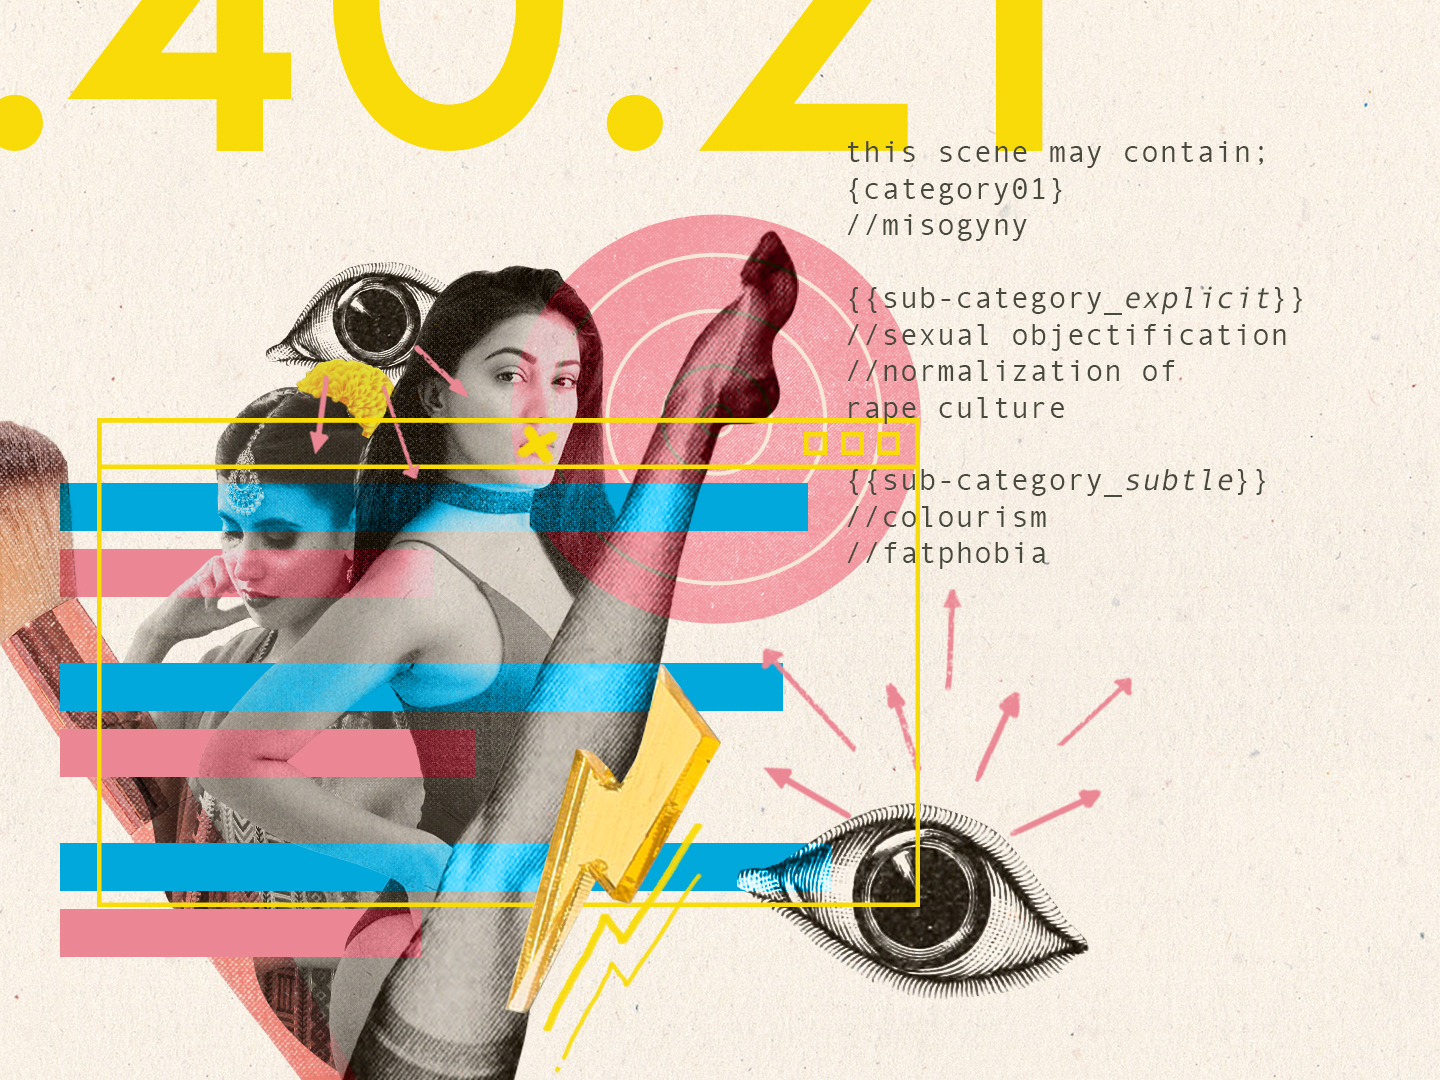 .40.21
this scene may contain;
{category01}
//misogyny
{{sub-category_explicit}}
//sexual objectification
//normalization of
rape culture
{{sub-category_subtle}}
//colourism
//fatphobia